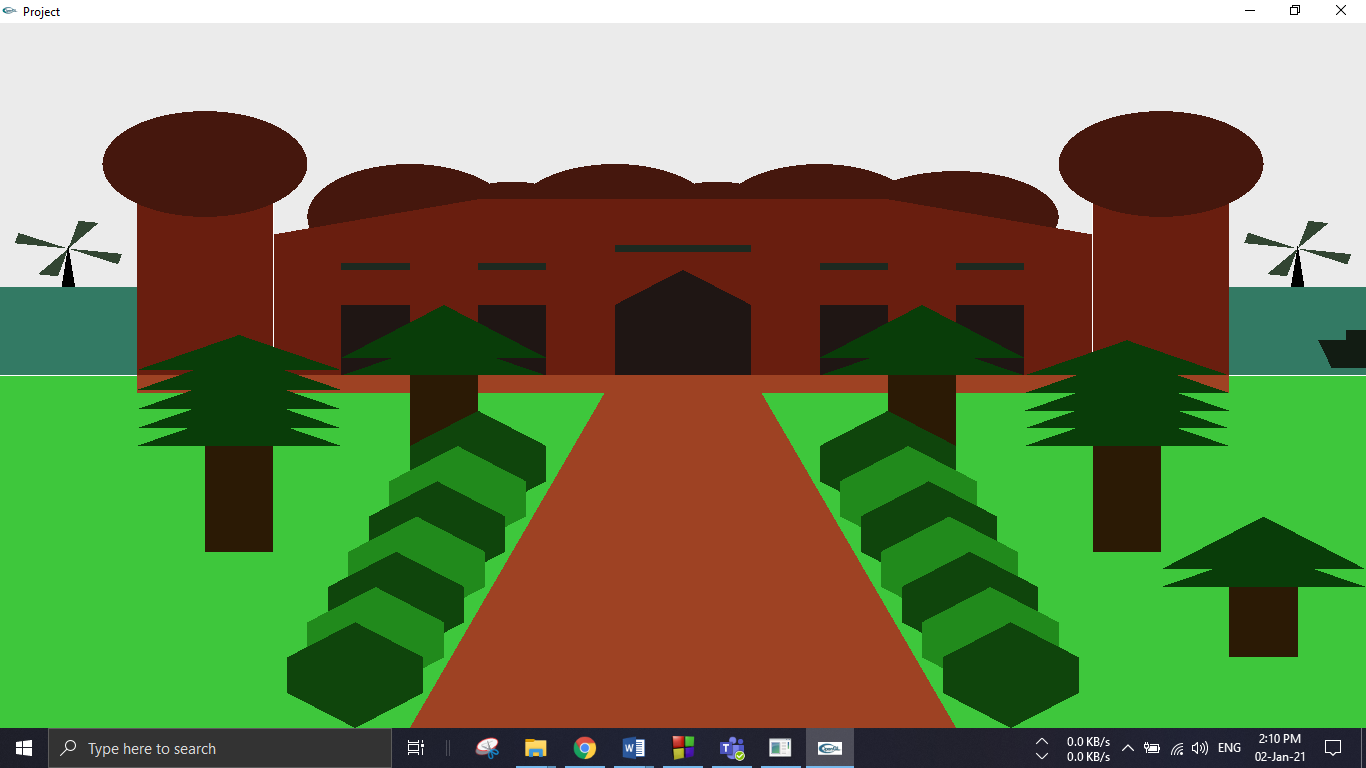 Project
Type here to search
0.0 KB/s
0.0 KB/s
ENG
2:10 PM
02-Jan-21